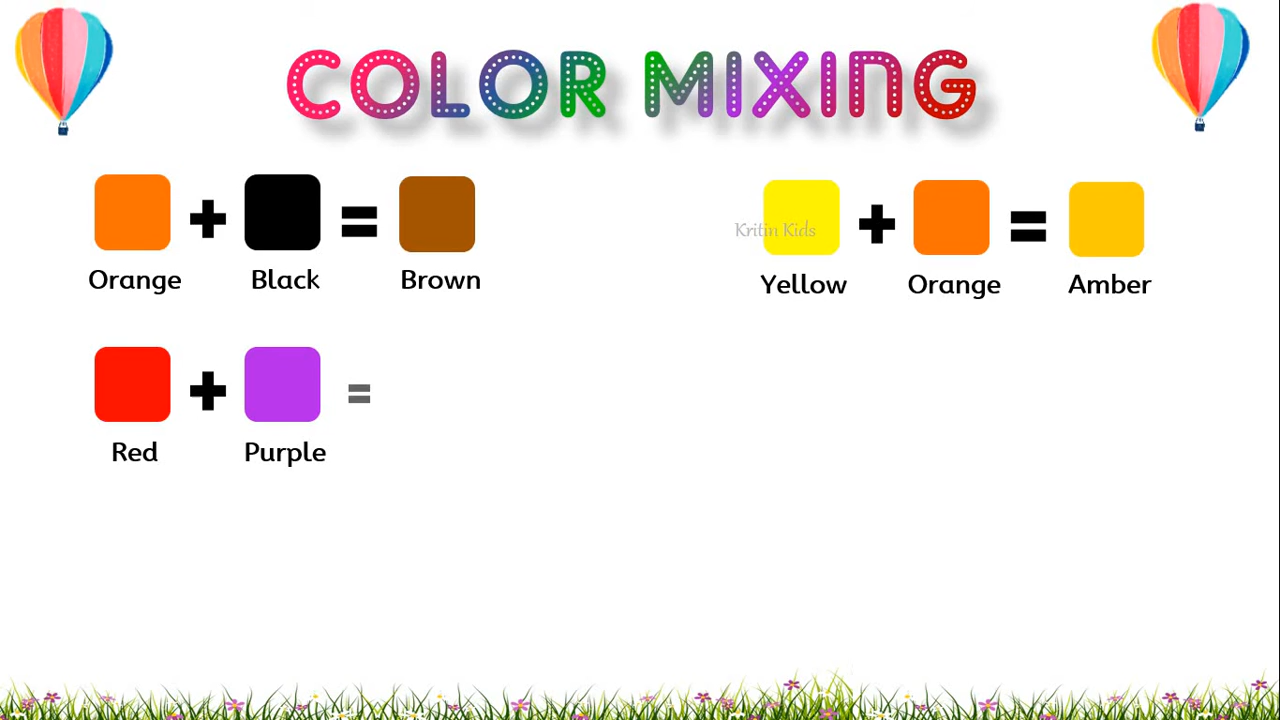 COLOR MIXING
+ = 
Orange Black Brown
+ =
Kritin Kids
Yellow Orange Amber
+ =
Red Purple